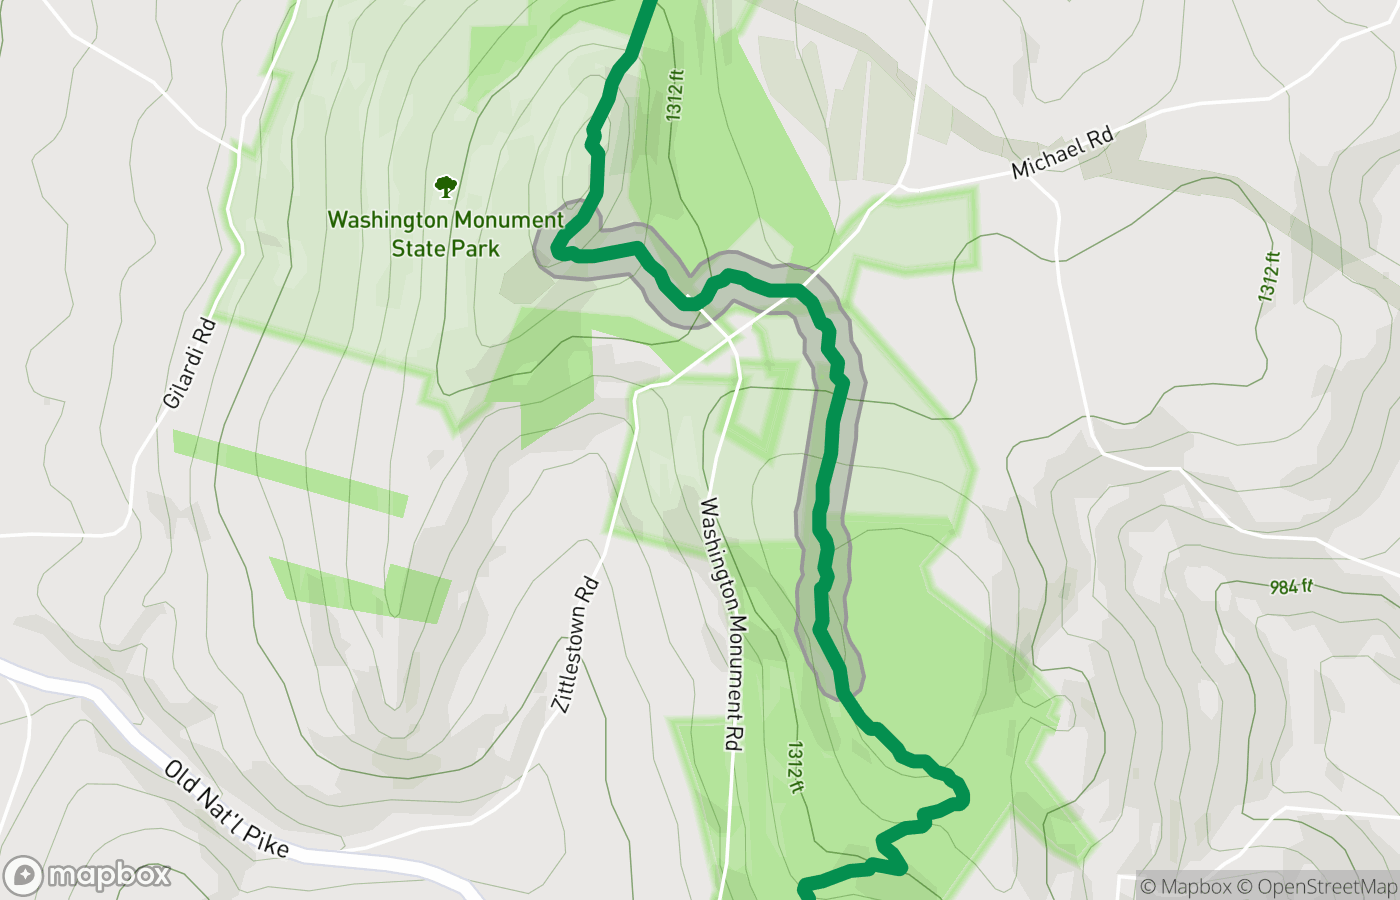 1312 ft
Michael Rd
Washington Monument
State Park
1312 ft
Gilardi Rd
Washington Monument Rd
984 ft
Zittlestown Rd
1312 ft
Old Nat'l Pike
mapbox
© Mapbox © OpenStreetMap